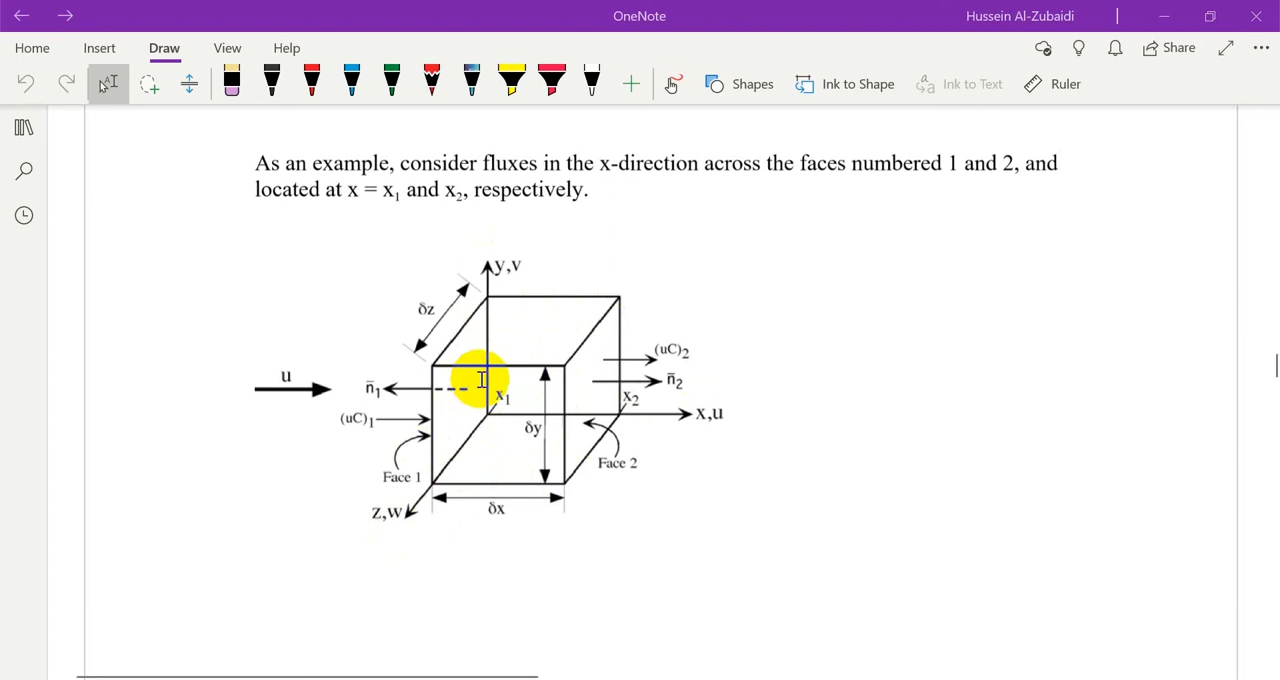 OneNote
Hussein Al-Zubaidi
Home
Insert
Draw
View
Help
Share
Shapes
Ink to Shape
Ink to Text
Ruler
As an example, consider fluxes in the x-direction across the faces numbered 1 and 2, and
located at x = x₁ and x₂, respectively.
y,v
δz
(uC)₂
u
n̄₁
n̄₂
x₁
x₂
(uC)₁
x,u
δy
Face 2
Face 1
δx
z,w